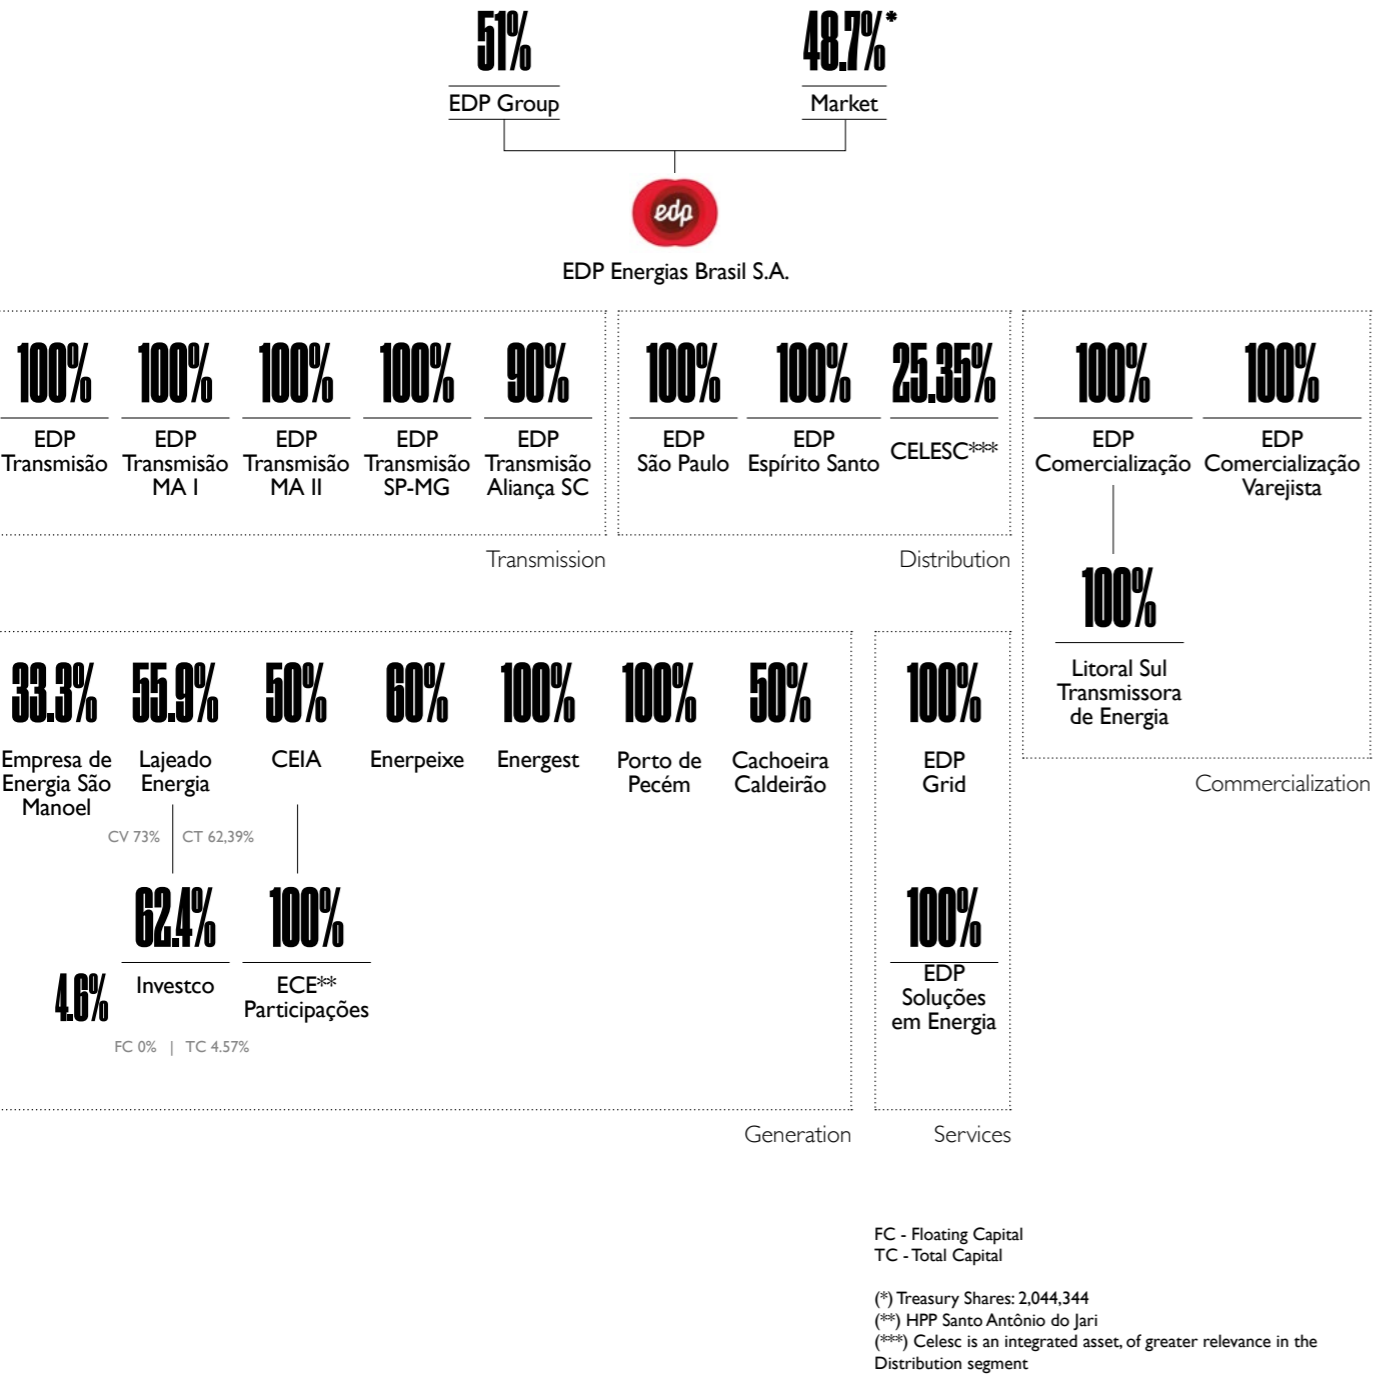 51%
48.7%*
EDP Group
Market
edp
EDP Energias Brasil S.A.
100%
100%
100%
100%
90%
EDP
Transmisão
EDP
Transmisão
MA I
EDP
Transmisão
MA II
EDP
Transmisão
SP-MG
EDP
Transmisão
Aliança SC
Transmission
100%
100%
25.35%
EDP
São Paulo
EDP
Espírito Santo
CELESC***
Distribution
100%
100%
EDP
Comercialização
EDP
Comercialização
Varejista
100%
Litoral Sul
Transmissora
de Energia
Commercialization
33.3%
55.9%
50%
60%
100%
100%
50%
Empresa de
Energia São
Manoel
Lajeado
Energia
CEIA
Enerpeixe
Energest
Porto de
Pecém
Cachoeira
Caldeirão
CV 73%
CT 62,39%
62.4%
100%
4.6%
Investco
ECE**
Participações
FC 0% | TC 4.57%
Generation
100%
EDP
Grid
100%
EDP
Soluções
em Energia
Services
FC - Floating Capital
TC - Total Capital
(*) Treasury Shares: 2,044,344
(**) HPP Santo Antônio do Jari
(***) Celesc is an integrated asset, of greater relevance in the
Distribution segment